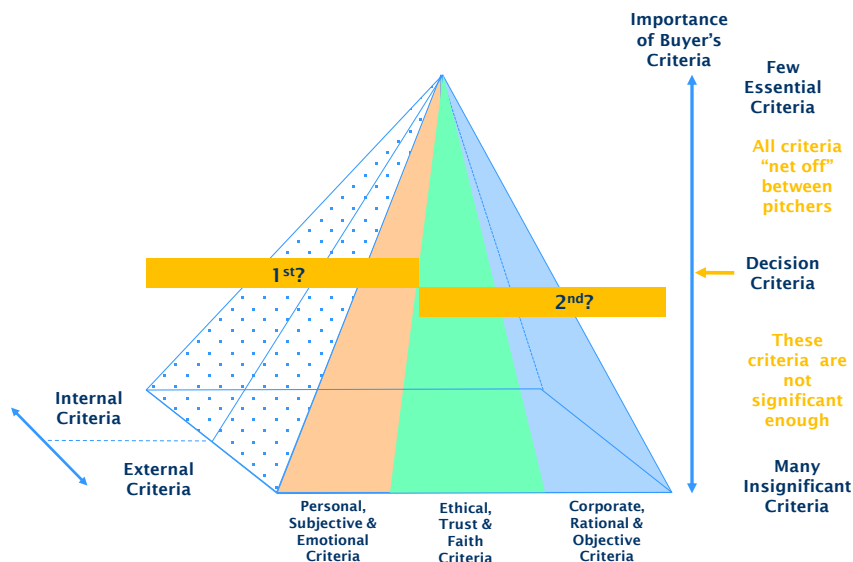 Importance
of Buyer's
Criteria
Few
Essential
Criteria
All criteria
“net off”
between
pitchers
1st?
Decision
Criteria
2nd?
These
criteria are
not
significant
enough
Internal
Criteria
External
Criteria
Many
Insignificant
Criteria
Personal,
Subjective &
Emotional
Criteria
Ethical,
Trust &
Faith
Criteria
Corporate,
Rational &
Objective
Criteria